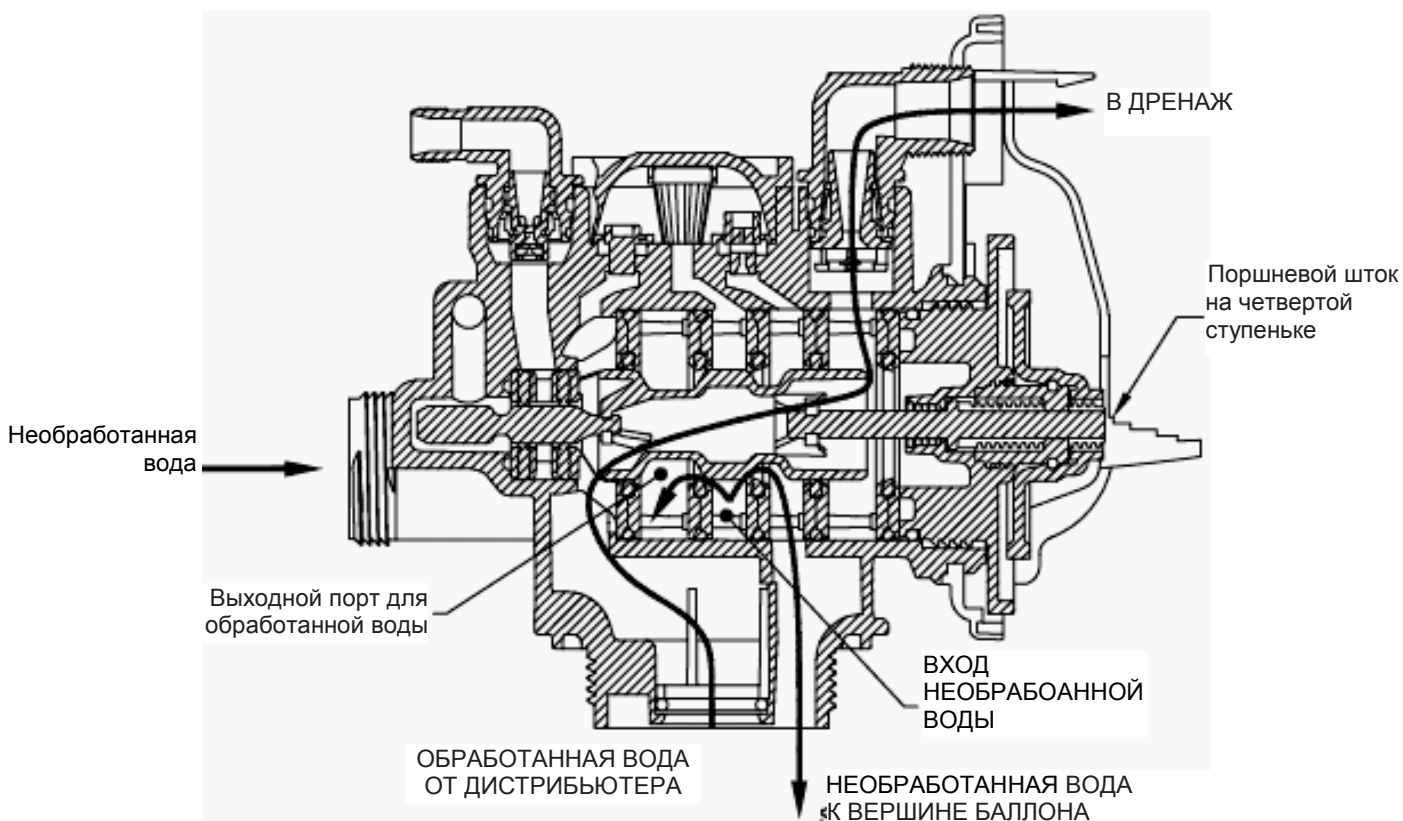 В ДРЕНАЖ
Поршневой шток
на четвертой
ступеньке
Необработанная
вода
Выходной порт для
обработанной воды
ВХОД
НЕОБРАБОАННОЙ
ВОДЫ
ОБРАБОТАННАЯ ВОДА
ОТ ДИСТРИБЬЮТЕРА
НЕОБРАБОТАННАЯ ВОДА
К ВЕРШИНЕ БАЛЛОНА